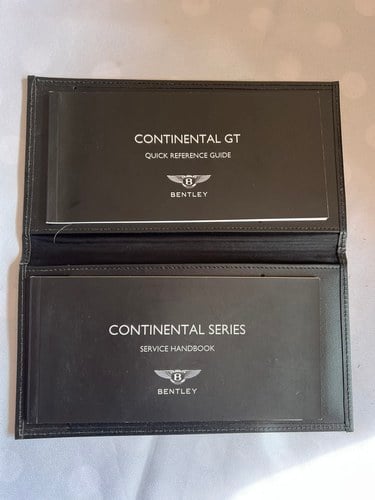 CONTINENTAL GT
QUICK REFERENCE GUIDE
B
BENTLEY
CONTINENTAL SERIES
SERVICE HANDBOOK
B
BENTLEY